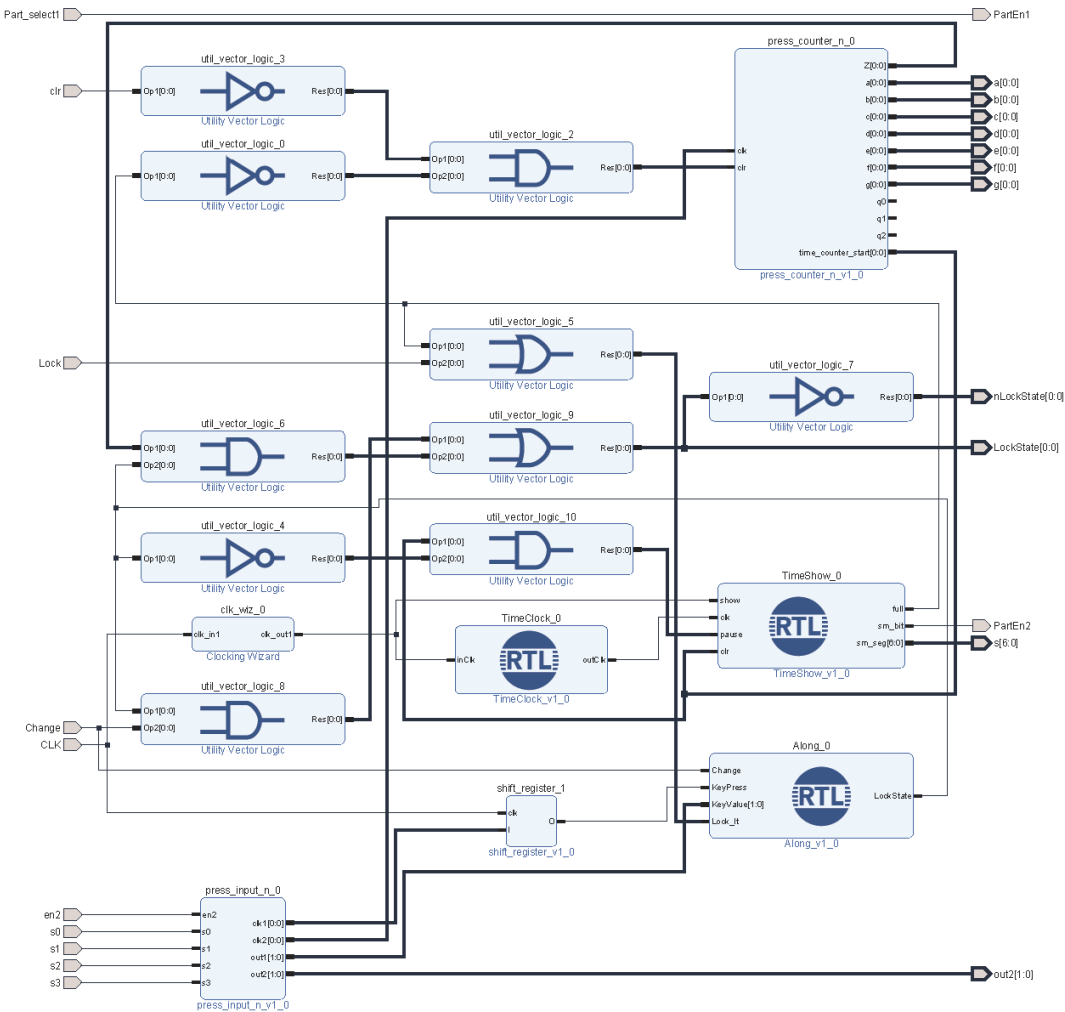 Part_select1
PartEn1
press_counter_n_0
Z[0:0]
a[0:0]
b[0:0]
c[0:0]
d[0:0]
e[0:0]
f[0:0]
g[0:0]
q0
q1
q2
time_counter_start[0:0]
clk
clr
press_counter_n_v1_0
a[0:0]
b[0:0]
c[0:0]
d[0:0]
e[0:0]
f[0:0]
g[0:0]
util_vector_logic_3
clr
Op1[0:0]
Res[0:0]
Utility Vector Logic
util_vector_logic_0
Op1[0:0]
Res[0:0]
Utility Vector Logic
util_vector_logic_2
Op1[0:0]
Op2[0:0]
Res[0:0]
Utility Vector Logic
util_vector_logic_5
Lock
Op1[0:0]
Op2[0:0]
Res[0:0]
Utility Vector Logic
util_vector_logic_7
Op1[0:0]
Res[0:0]
Utility Vector Logic
nLockState[0:0]
util_vector_logic_6
Op1[0:0]
Op2[0:0]
Res[0:0]
Utility Vector Logic
util_vector_logic_9
Op1[0:0]
Op2[0:0]
Res[0:0]
Utility Vector Logic
LockState[0:0]
util_vector_logic_4
Op1[0:0]
Res[0:0]
Utility Vector Logic
util_vector_logic_10
Op1[0:0]
Op2[0:0]
Res[0:0]
Utility Vector Logic
clk_wiz_0
clk_in1
clk_out1
Clocking Wizard
TimeClock_0
inClk
RTL
outClk
TimeClock_v1_0
TimeShow_0
show
clk
pause
clr
RTL
full
sm_bit
sm_seg[6:0]
TimeShow_v1_0
PartEn2
s[6:0]
util_vector_logic_8
Op1[0:0]
Op2[0:0]
Res[0:0]
Utility Vector Logic
Change
CLK
Along_0
Change
KeyPress
KeyValue[1:0]
Lock_It
RTL
LockState
Along_v1_0
shift_register_1
clk
I
O
shift_register_v1_0
press_input_n_0
en2
s0
s1
s2
s3
en2
s0
s1
s2
s3
clk1[0:0]
clk2[0:0]
out1[1:0]
out2[1:0]
press_input_n_v1_0
out2[1:0]